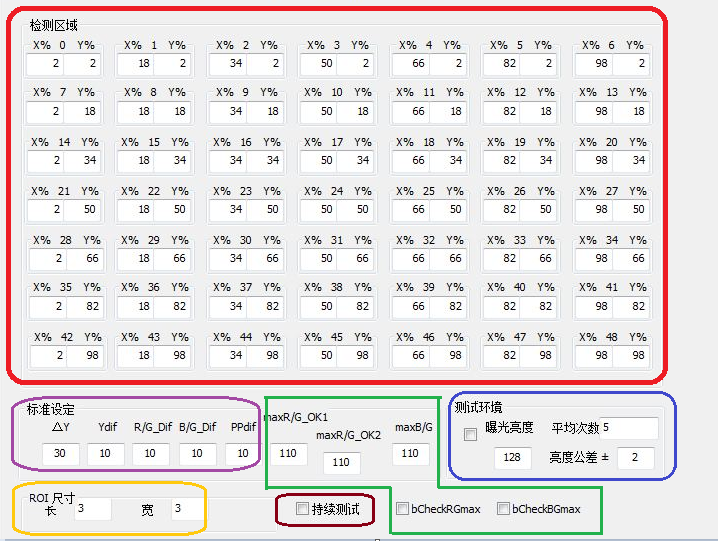 检测区域
X% 0 Y% X% 1 Y% X% 2 Y% X% 3 Y% X% 4 Y% X% 5 Y% X% 6 Y%
2 2 18 2 34 2 50 2 66 2 82 2 98 2
X% 7 Y% X% 8 Y% X% 9 Y% X% 10 Y% X% 11 Y% X% 12 Y% X% 13 Y%
2 18 18 18 34 18 50 18 66 18 82 18 98 18
X% 14 Y% X% 15 Y% X% 16 Y% X% 17 Y% X% 18 Y% X% 19 Y% X% 20 Y%
2 34 18 34 34 34 50 34 66 34 82 34 98 34
X% 21 Y% X% 22 Y% X% 23 Y% X% 24 Y% X% 25 Y% X% 26 Y% X% 27 Y%
2 50 18 50 34 50 50 50 66 50 82 50 98 50
X% 28 Y% X% 29 Y% X% 30 Y% X% 31 Y% X% 32 Y% X% 33 Y% X% 34 Y%
2 66 18 66 34 66 50 66 66 66 82 66 98 66
X% 35 Y% X% 36 Y% X% 37 Y% X% 38 Y% X% 39 Y% X% 40 Y% X% 41 Y%
2 82 18 82 34 82 50 82 66 82 82 82 98 82
X% 42 Y% X% 43 Y% X% 44 Y% X% 45 Y% X% 46 Y% X% 47 Y% X% 48 Y%
2 98 18 98 34 98 50 98 66 98 82 98 98 98
标准设定
△Y Ydif R/G_Dif B/G_Dif PPdif
30 10 10 10 10
maxR/G_OK1 maxR/G_OK2 maxB/G
110 110 110
测试环境
曝光亮度 平均次数 5
128 亮度公差 ± 2
ROI 尺寸
长 3 宽 3
持续测试
bCheckRGmax bCheckBGmax